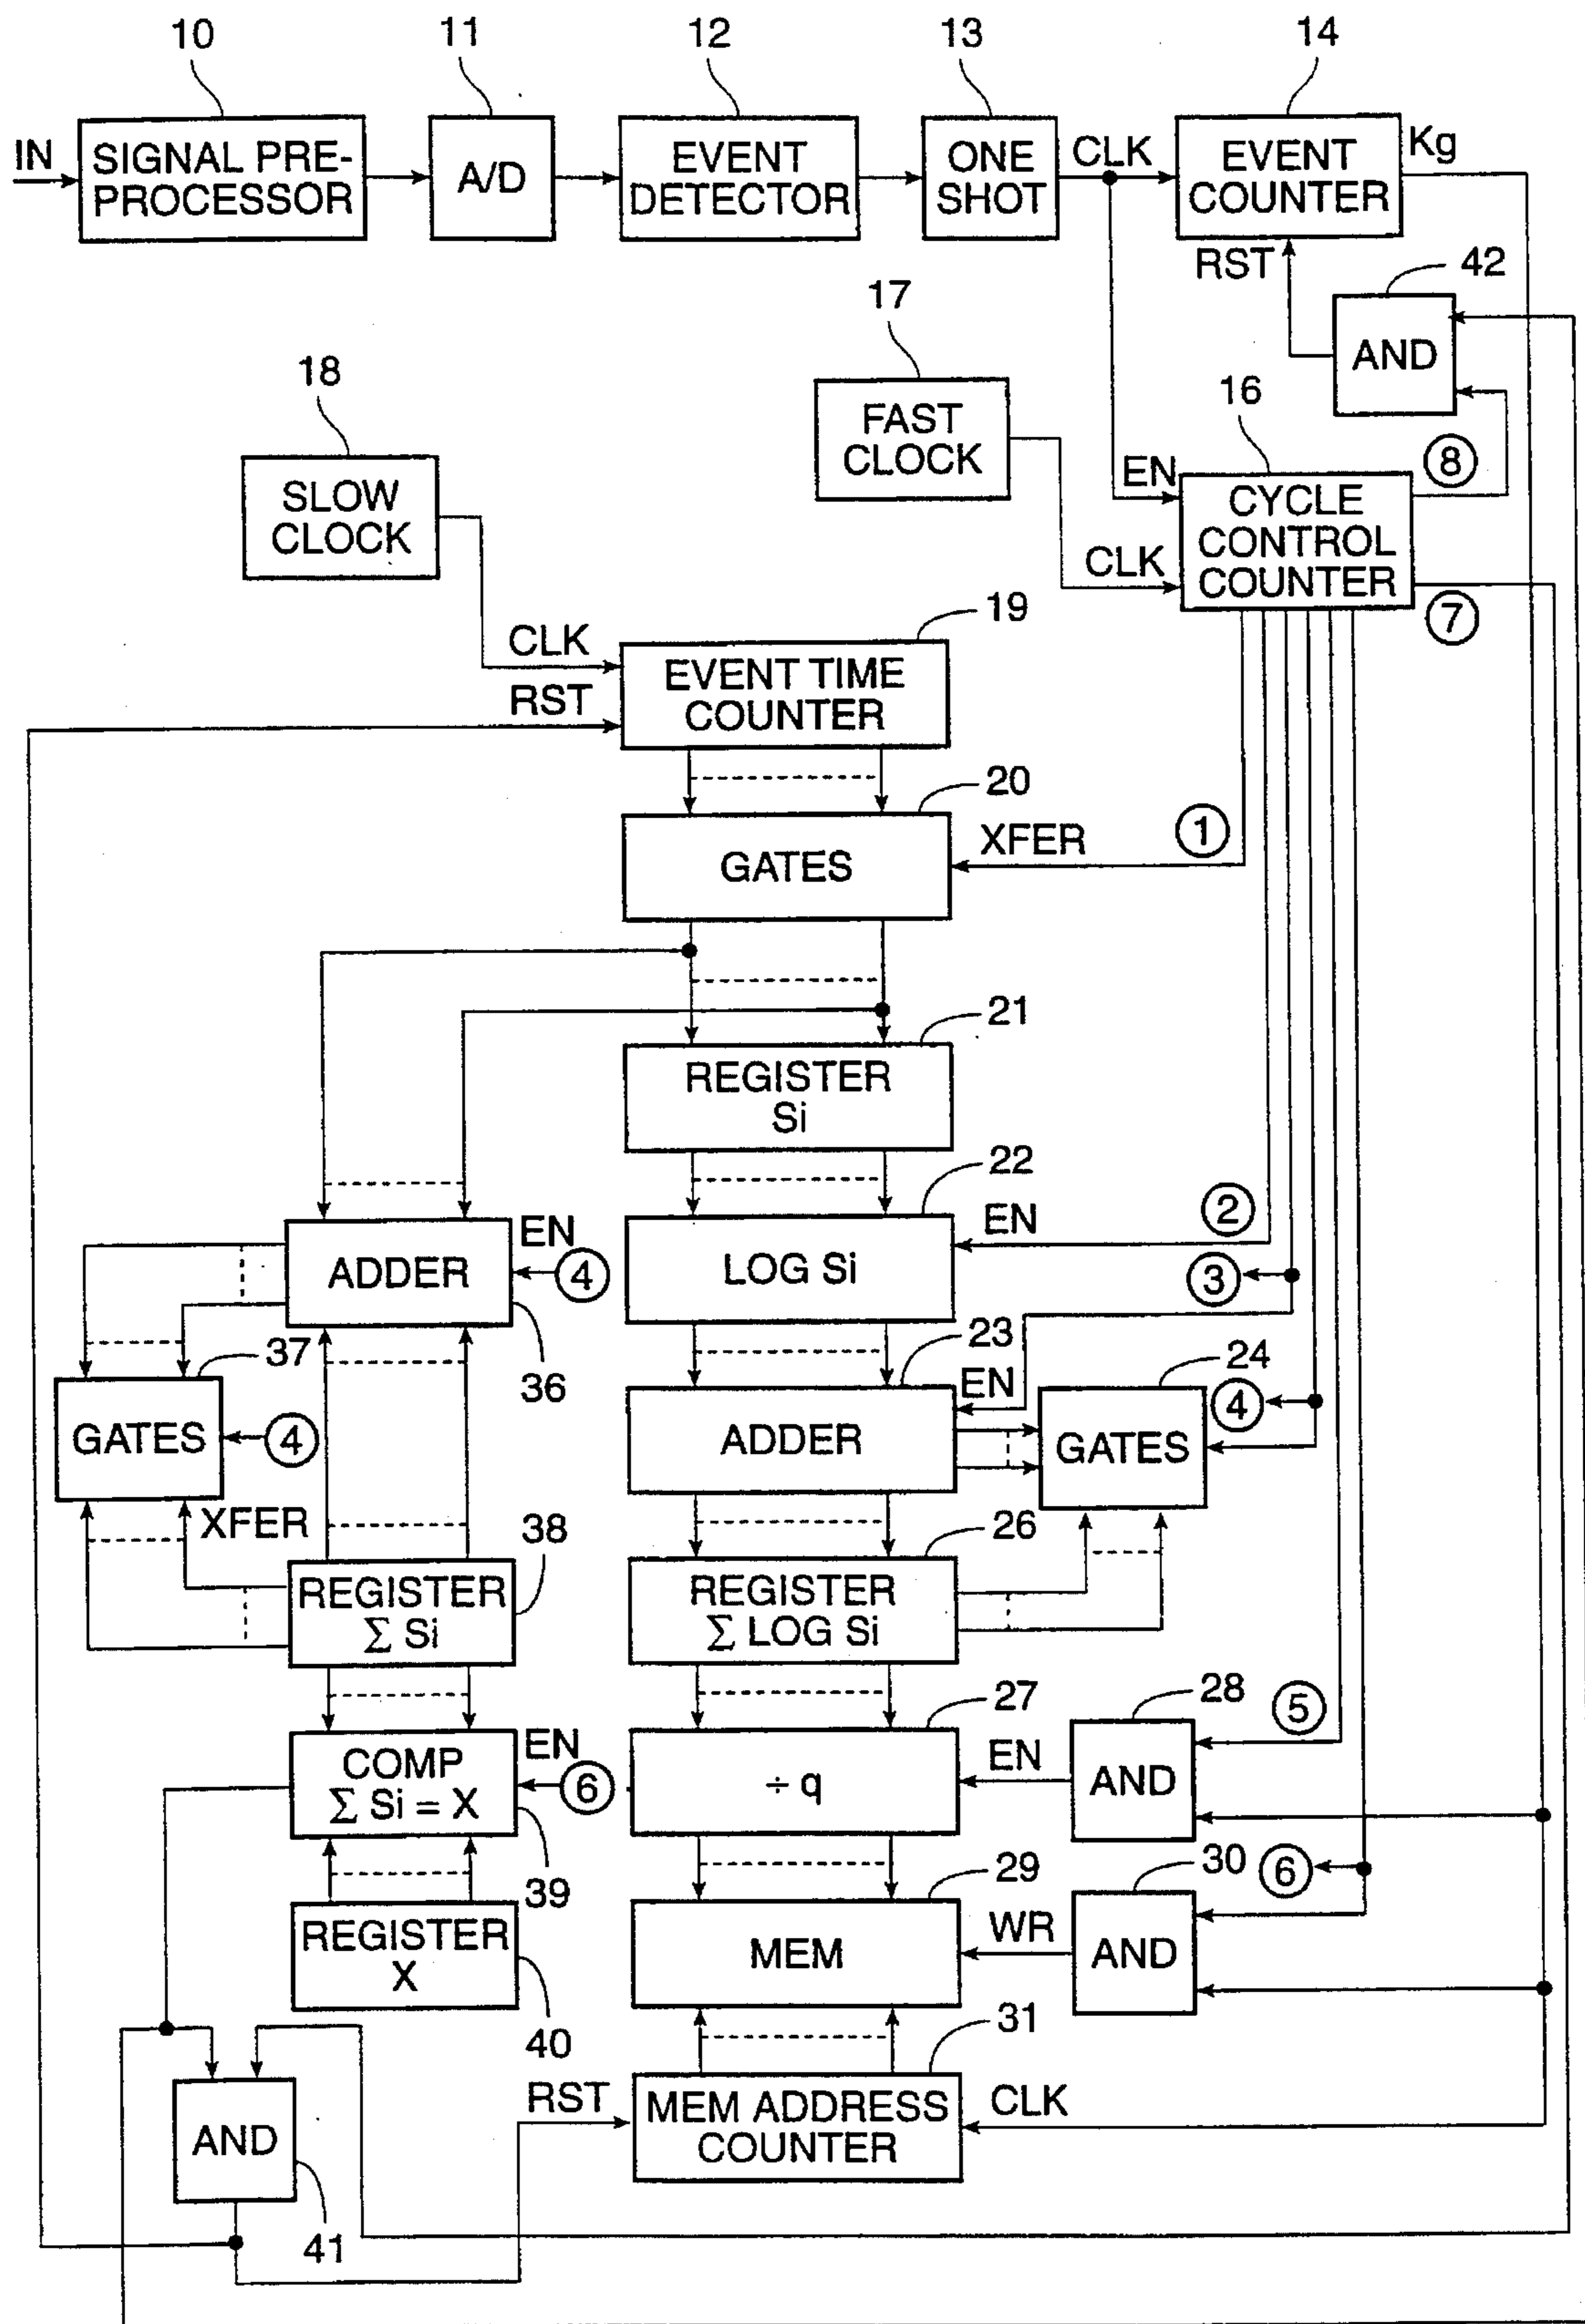 10
11
12
13
14
IN
SIGNAL PRE-
PROCESSOR
A/D
EVENT
DETECTOR
ONE
SHOT
CLK
EVENT
COUNTER
Kg
RST
42
AND
17
FAST
CLOCK
18
SLOW
CLOCK
16
EN
CLK
CYCLE
CONTROL
COUNTER
8
7
19
CLK
RST
EVENT TIME
COUNTER
20
GATES
XFER
1
21
REGISTER
Si
22
LOG Si
EN
2
3
ADDER
EN
4
36
37
GATES
4
XFER
23
ADDER
EN
24
4
GATES
38
REGISTER
Σ Si
26
REGISTER
Σ LOG Si
27
÷ q
EN
28
AND
5
COMP
Σ Si = X
EN
6
39
29
MEM
WR
30
AND
6
REGISTER
X
40
31
MEM ADDRESS
COUNTER
RST
CLK
AND
41